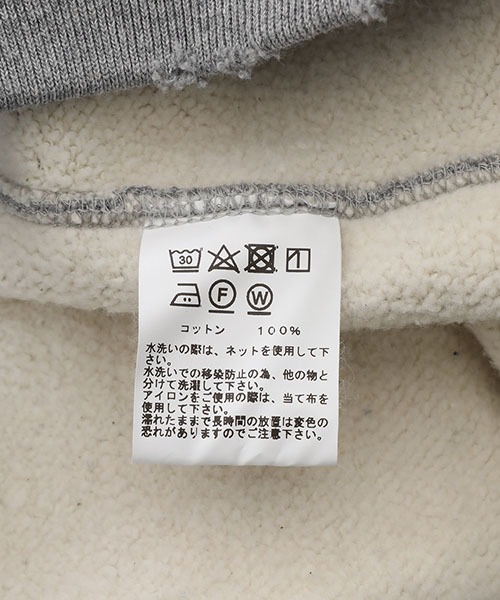 30
F W
コットン 100%
水洗いの際は、ネットを使用して下
さい。
水洗いでの移染防止の為、他の物と
分けて洗濯して下さい。
アイロンをご使用の際は、当て布を
使用して下さい。
濡れたままで長時間の放置は変色の
恐れがありますのでご注意下さい。